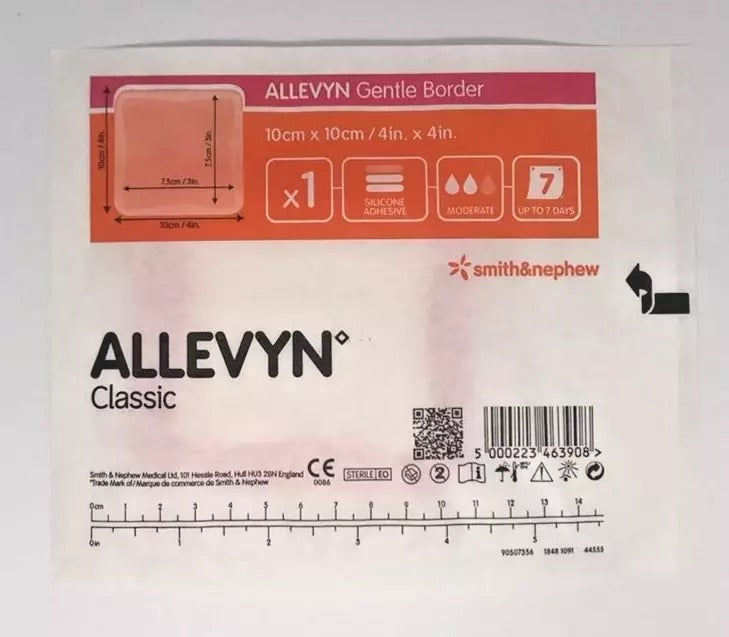 ALLEVYN Gentle Border
10cm x 10cm / 4in. x 4in.
10cm / 4in.
7.5cm / 3in.
7.5cm / 3in.
10cm / 4in.
x1
SILICONE
ADHESIVE
MODERATE
7
UP TO 7 DAYS
smith&nephew
ALLEVYN◇
Classic
5 000223 463908 >
Smith & Nephew Medical Ltd, 101 Hessle Road, Hull HU3 2BN England
*Trade Mark of/Marque de commerce de Smith & Nephew
CE
0086
STERILE EO
2
i
0cm 1 2 3 4 5 6 7 8 9 10 11 12 13 14
0in 1 2 3 4 5
90507356 1848 1091 44555